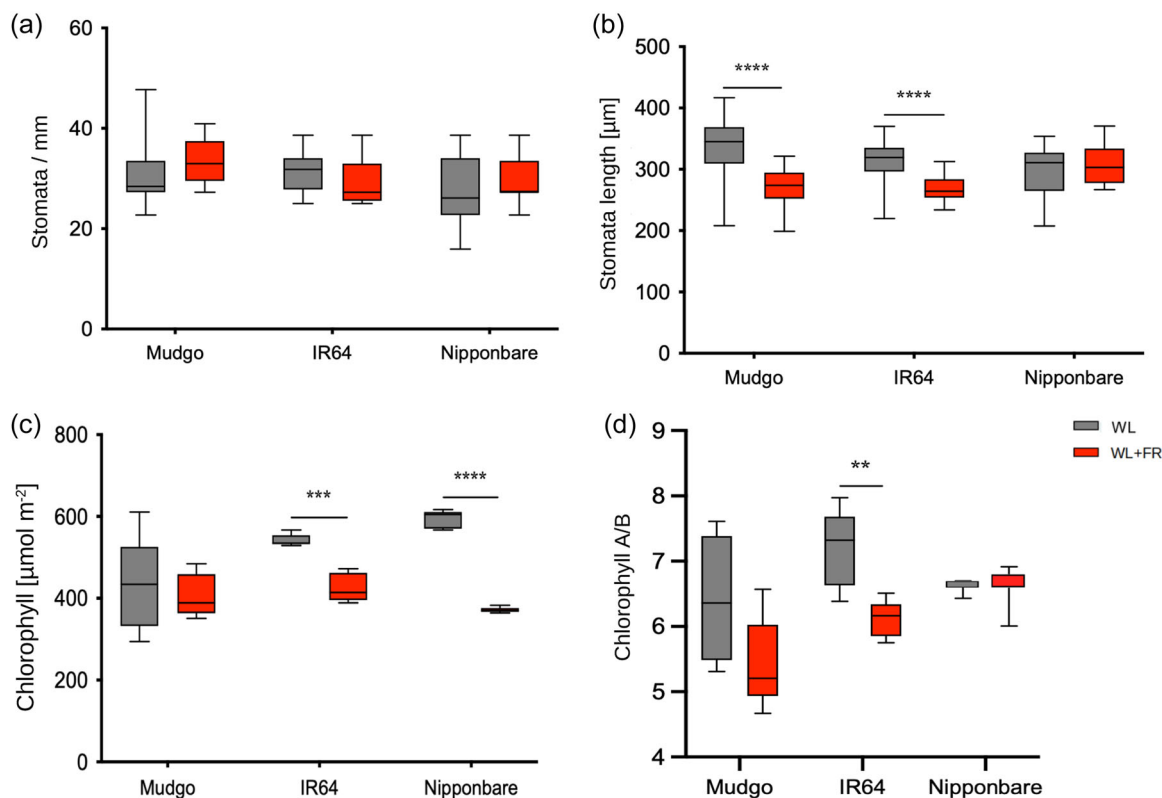 (a)
60
40
20
0
Stomata / mm
Mudgo IR64 Nipponbare
(b)
500
400
300
200
100
0
Stomata length [µm]
**** ****
Mudgo IR64 Nipponbare
(c)
800
600
400
200
0
Chlorophyll [µmol m⁻²]
*** ****
Mudgo IR64 Nipponbare
(d)
9
8
7
6
5
4
Chlorophyll A/B
**
Mudgo IR64 Nipponbare
WL
WL+FR